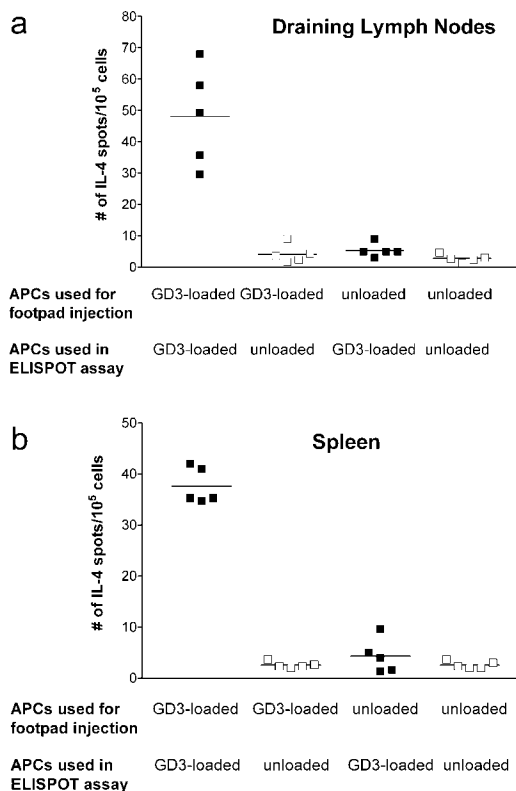 a
Draining Lymph Nodes
# of IL-4 spots/10⁵ cells
80
70
60
50
40
30
20
10
0
APCs used for footpad injection
GD3-loaded GD3-loaded unloaded unloaded
APCs used in ELISPOT assay
GD3-loaded unloaded GD3-loaded unloaded
b
Spleen
# of IL-4 spots/10⁵ cells
50
40
30
20
10
0
APCs used for footpad injection
GD3-loaded GD3-loaded unloaded unloaded
APCs used in ELISPOT assay
GD3-loaded unloaded GD3-loaded unloaded